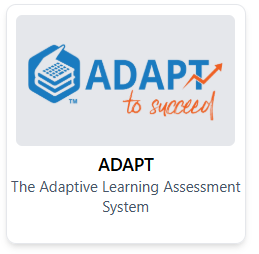 ADAPT
TM
to succeed
ADAPT
The Adaptive Learning Assessment
System